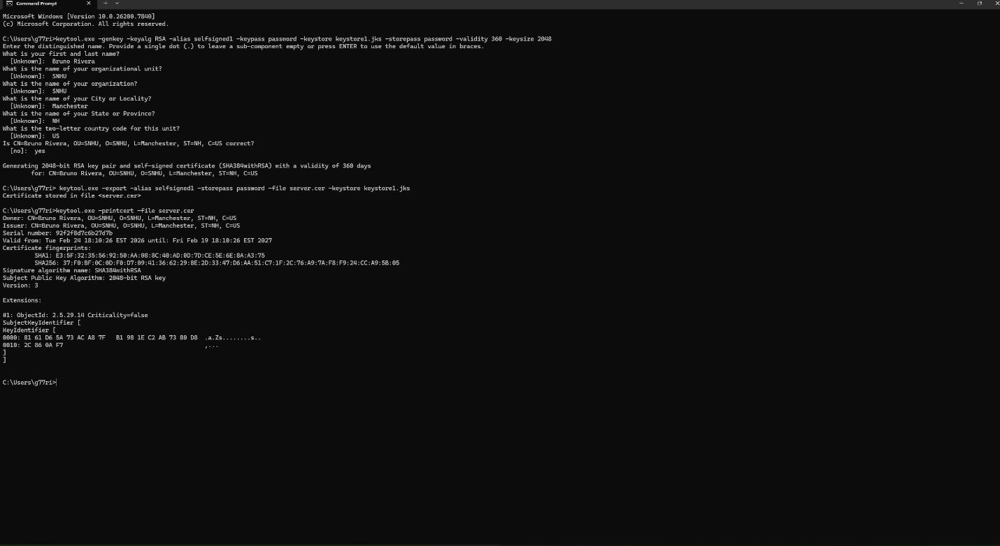 Command Prompt
Microsoft Windows [Version 10.0.26200.7840]
(c) Microsoft Corporation. All rights reserved.
C:\Users\g77ri>keytool.exe -genkey -keyalg RSA -alias selfsigned1 -keypass password -keystore keystore1.jks -storepass password -validity 360 -keysize 2048
Enter the distinguished name. Provide a single dot (.) to leave a sub-component empty or press ENTER to use the default value in braces.
What is your first and last name?
  [Unknown]:  Bruno Rivera
What is the name of your organizational unit?
  [Unknown]:  SNHU
What is the name of your organization?
  [Unknown]:  SNHU
What is the name of your City or Locality?
  [Unknown]:  Manchester
What is the name of your State or Province?
  [Unknown]:  NH
What is the two-letter country code for this unit?
  [Unknown]:  US
Is CN=Bruno Rivera, OU=SNHU, O=SNHU, L=Manchester, ST=NH, C=US correct?
  [no]:  yes
Generating 2048-bit RSA key pair and self-signed certificate (SHA384withRSA) with a validity of 360 days
        for: CN=Bruno Rivera, OU=SNHU, O=SNHU, L=Manchester, ST=NH, C=US
C:\Users\g77ri> keytool.exe -export -alias selfsigned1 -storepass password -file server.cer -keystore keystore1.jks
Certificate stored in file <server.cer>
C:\Users\g77ri>keytool.exe -printcert -file server.cer
Owner: CN=Bruno Rivera, OU=SNHU, O=SNHU, L=Manchester, ST=NH, C=US
Issuer: CN=Bruno Rivera, OU=SNHU, O=SNHU, L=Manchester, ST=NH, C=US
Serial number: 92f2f8d7c6b27d7b
Valid from: Tue Feb 24 18:10:26 EST 2026 until: Fri Feb 19 18:10:26 EST 2027
Certificate fingerprints:
         SHA1: E3:5F:32:35:56:92:50:AA:08:8C:40:AD:0D:7D:CE:5E:6E:8A:A3:75
         SHA256: 37:F0:BF:0C:0D:F0:D7:09:41:36:62:29:8E:2D:33:47:D6:AA:51:C7:1F:2C:76:A9:7A:F8:F9:24:CC:A9:5B:05
Signature algorithm name: SHA384withRSA
Subject Public Key Algorithm: 2048-bit RSA key
Version: 3
Extensions:
#1: ObjectId: 2.5.29.14 Criticality=false
SubjectKeyIdentifier [
KeyIdentifier [
0000: 81 61 D6 5A 73 AC A8 7F   B1 98 1E C2 AB 73 80 D8  .a.Zs........s..
0010: 2C 86 0A F7                                        ,...
]
]
C:\Users\g77ri>